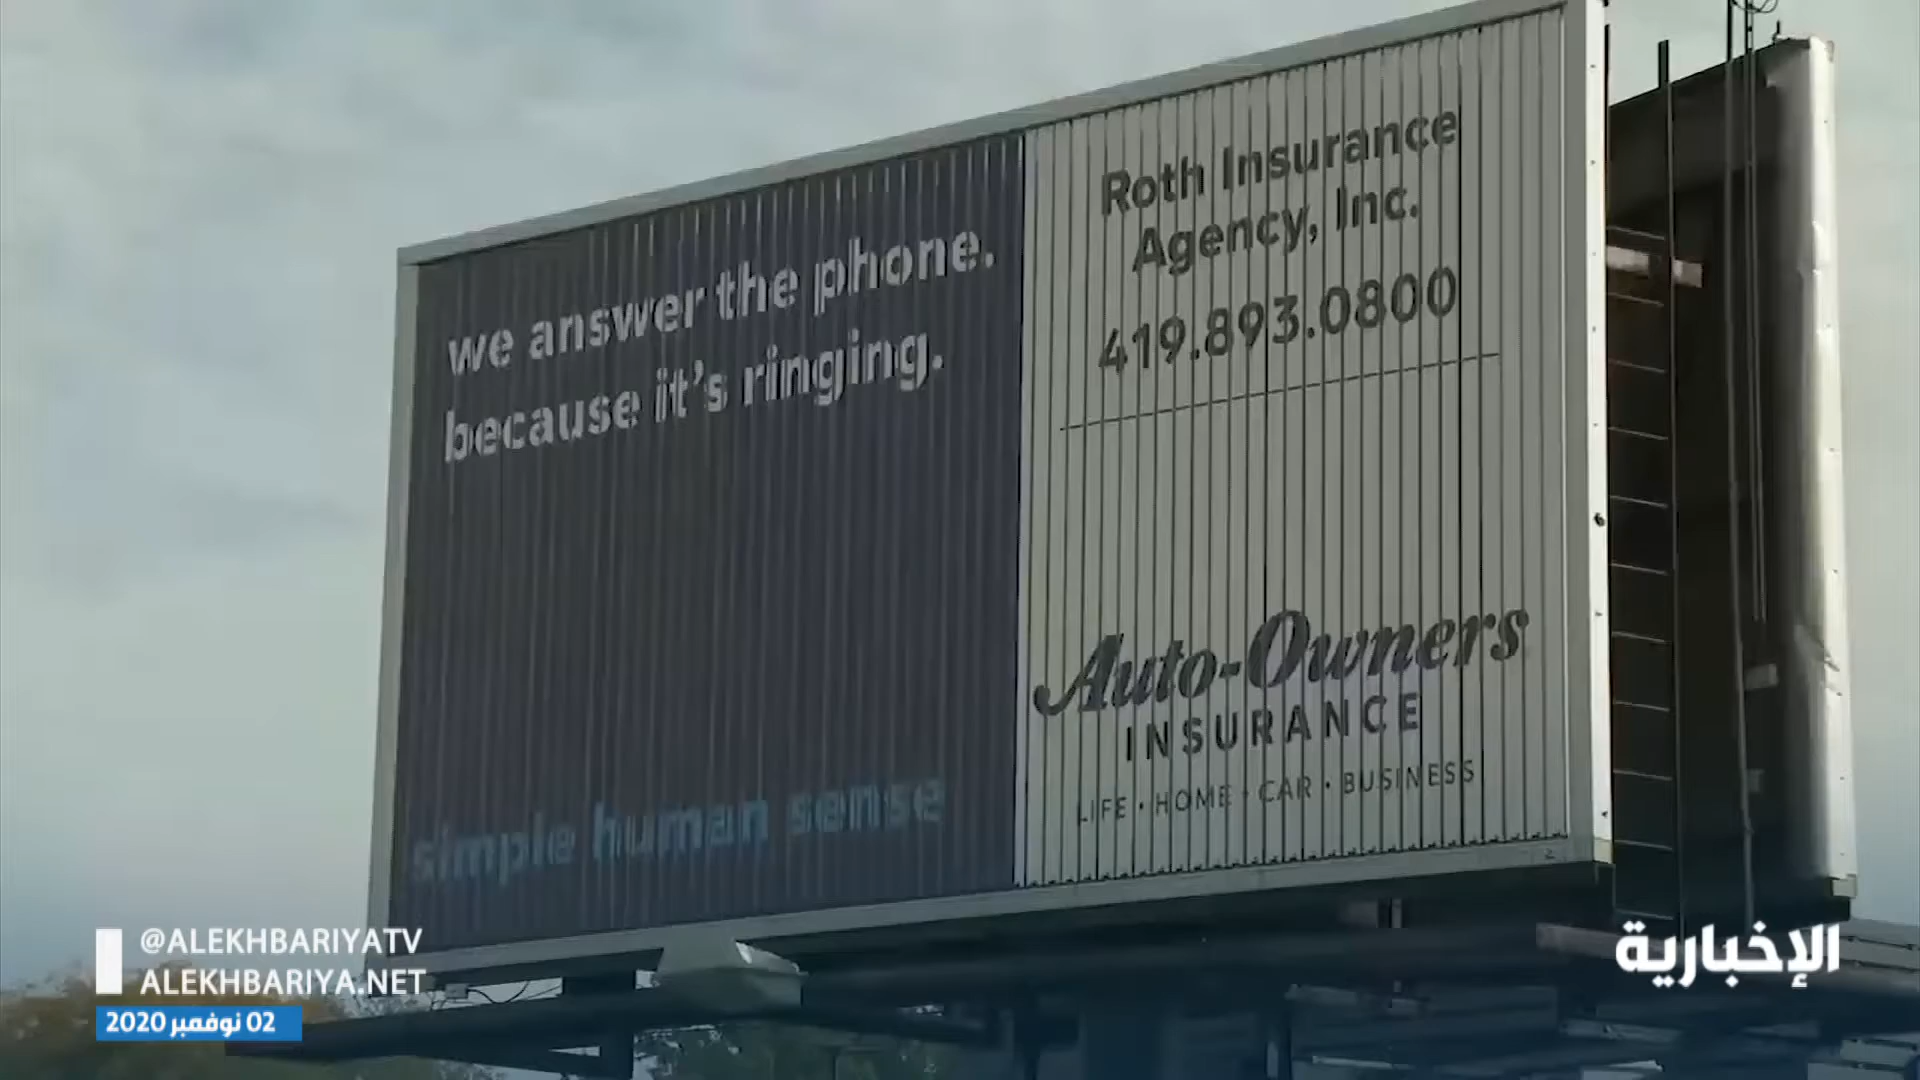 we answer the phone.
because it's ringing.
simple human sense
Roth Insurance
Agency, Inc.
419.893.0800
Auto-Owners
INSURANCE
LIFE • HOME • CAR • BUSINESS
@ALEKHBARIYATV
ALEKHBARIYA.NET
02 نوفمبر 2020
الإخبارية